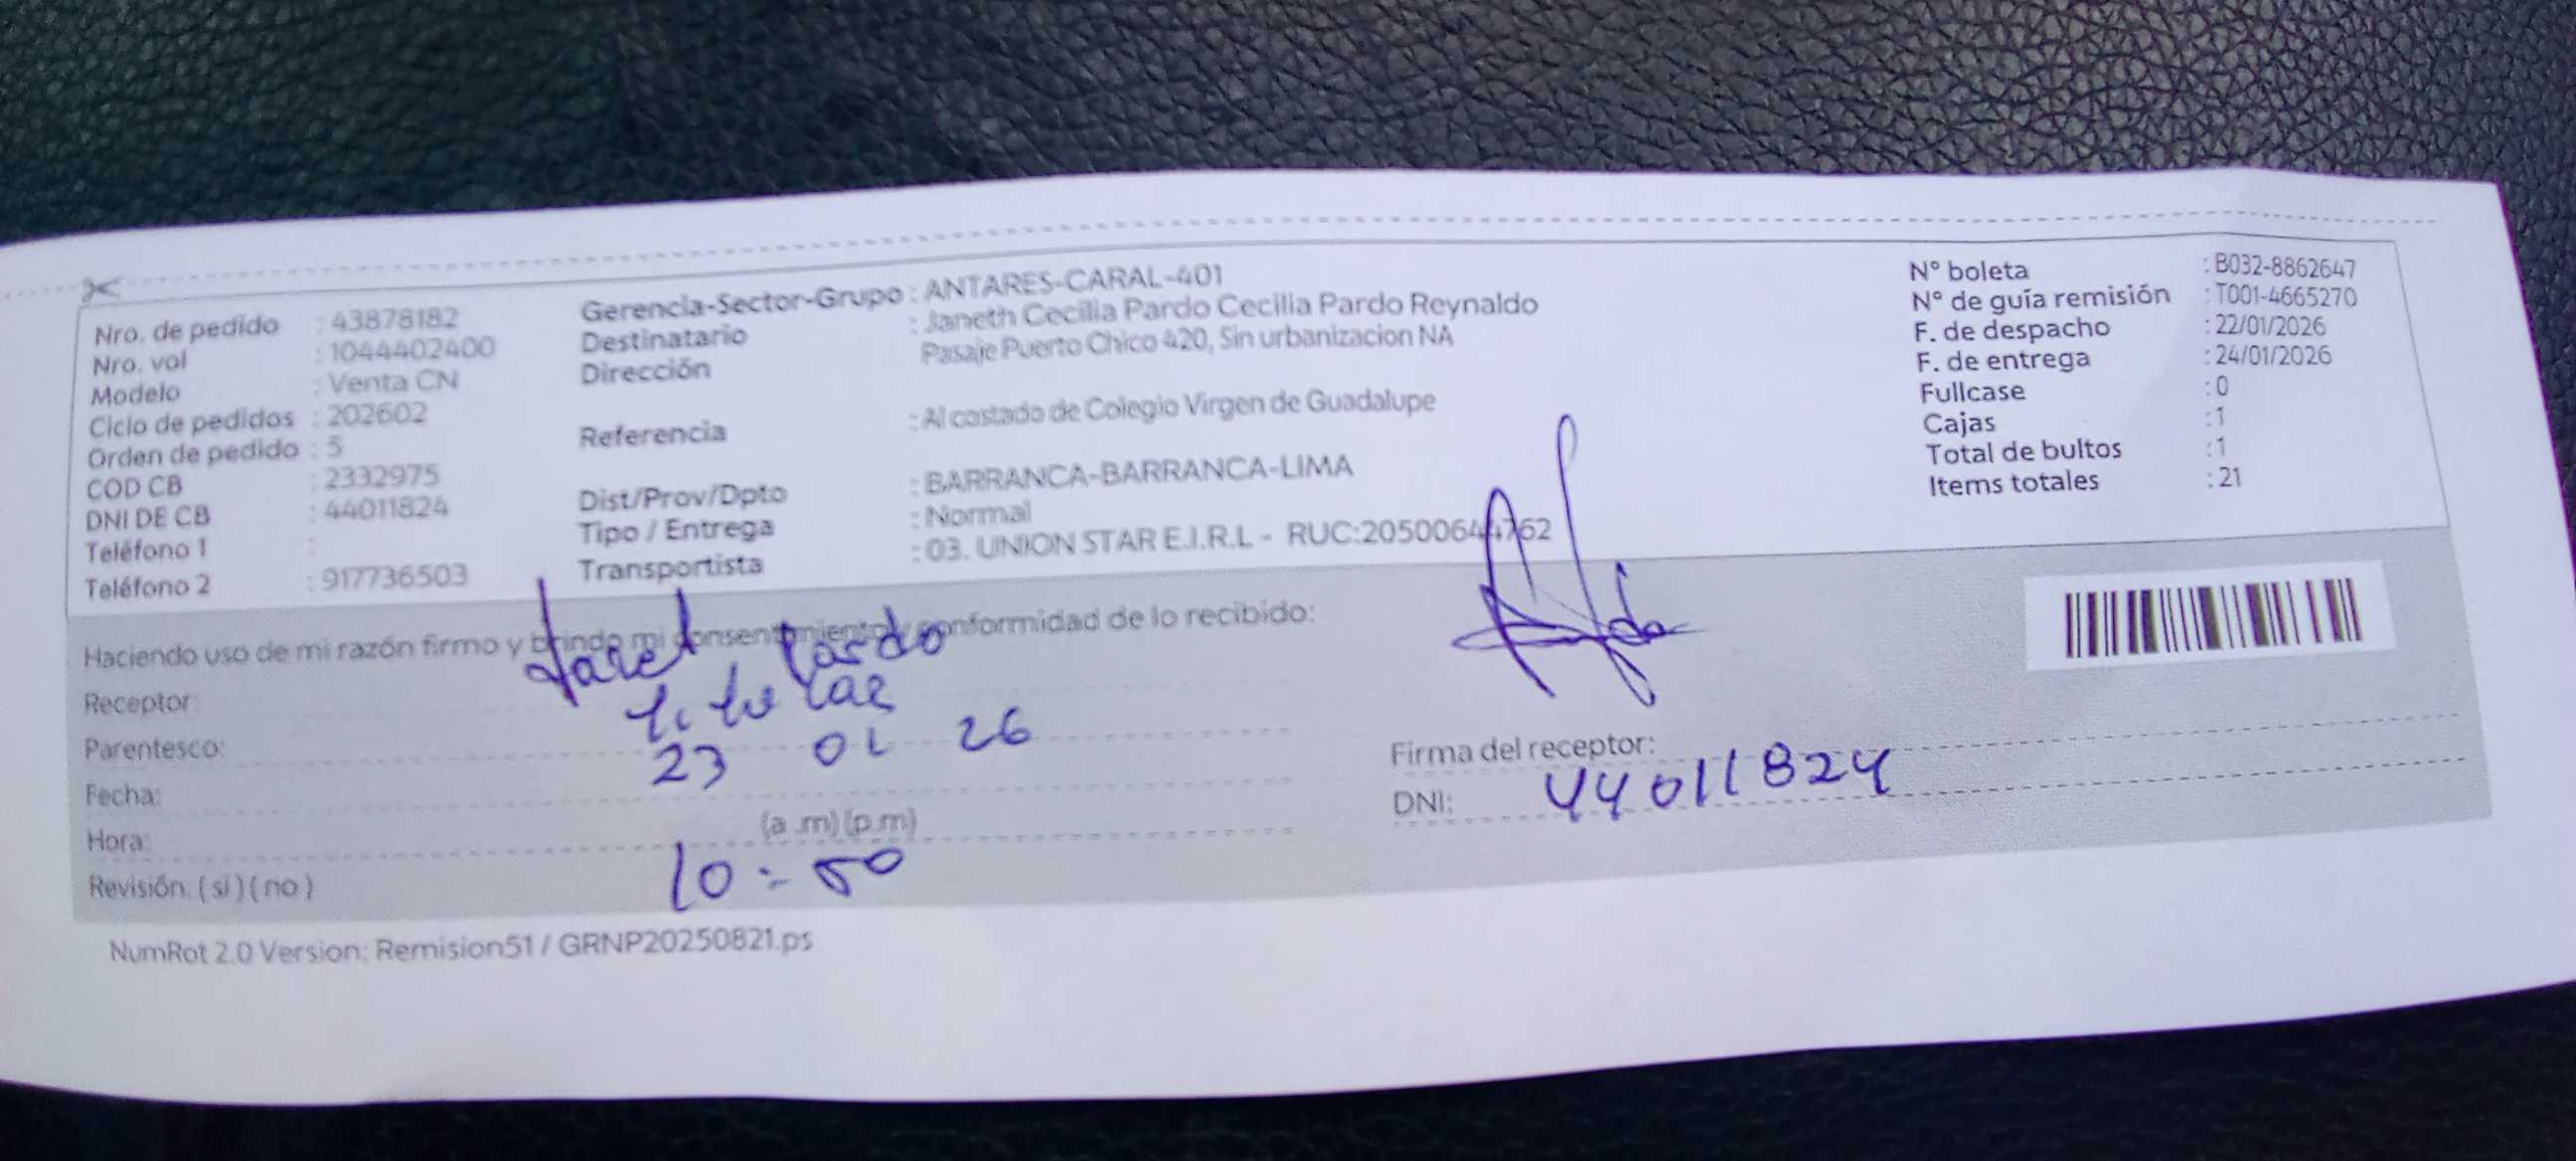 Nro. de pedido : 43878182
Nro. vol : 1044402400
Modelo : Venta CN
Ciclo de pedidos : 202602
Orden de pedido : 5
COD CB : 2332975
DNI DE CB : 44011824
Teléfono 1 :
Teléfono 2 : 917736503
Gerencia-Sector-Grupo : ANTARES-CARAL-401
Destinatario : Janeth Cecilia Pardo Cecilia Pardo Reynaldo
Dirección Pasaje Puerto Chico 420, Sin urbanizacion NA
Referencia : Al costado de Colegio Virgen de Guadalupe
Dist/Prov/Dpto : BARRANCA-BARRANCA-LIMA
Tipo / Entrega : Normal
Transportista : 03. UNION STAR E.I.R.L - RUC:20500644762
N° boleta : B032-8862647
N° de guía remisión : T001-4665270
F. de despacho : 22/01/2026
F. de entrega : 24/01/2026
Fullcase : 0
Cajas : 1
Total de bultos : 1
Items totales : 21
Haciendo uso de mi razón firmo y brindo mi consentimiento y conformidad de lo recibido:
Receptor: Pardo
Parentesco:
Fecha: 23 01 26
Hora: (a .m) (p.m)
10:50
Revisión: ( si ) ( no )
Firma del receptor:
DNI: 44011824
NumRot 2.0 Version: Remision51 / GRNP20250821.ps